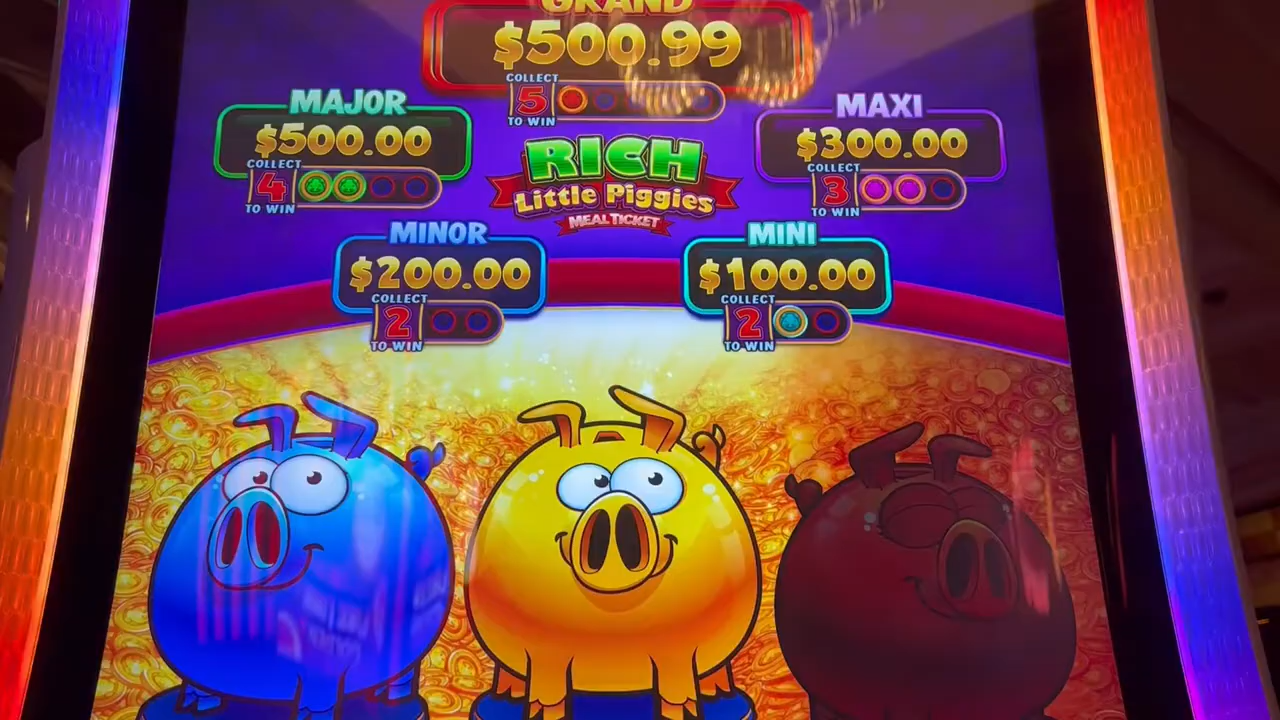 GRAND
$500.99
COLLECT
5
TO WIN
MAJOR
$500.00
COLLECT
4
TO WIN
RICH
Little Piggies
MEAL TICKET
MAXI
$300.00
COLLECT
3
TO WIN
MINOR
$200.00
COLLECT
2
TO WIN
MINI
$100.00
COLLECT
2
TO WIN